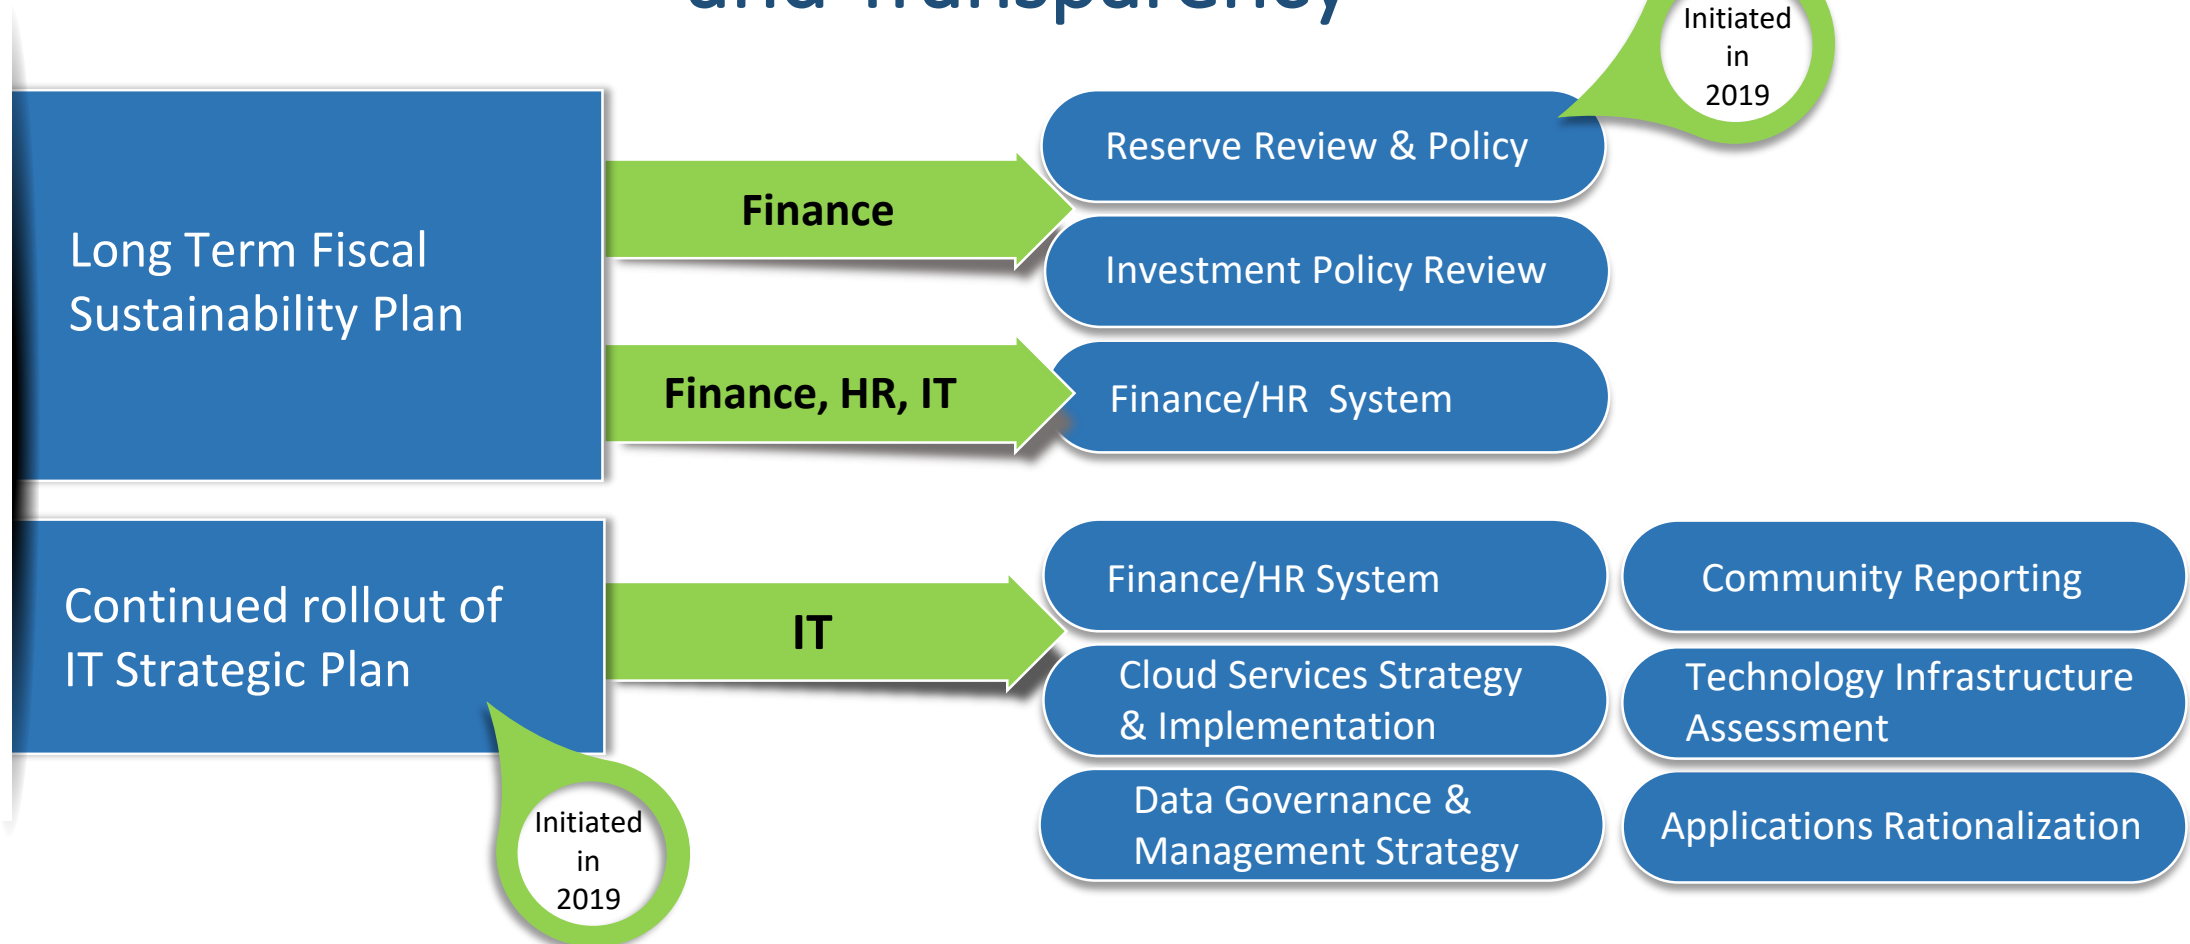 and Transparency
Initiated
in
2019
Reserve Review & Policy
Finance
Long Term Fiscal
Sustainability Plan
Investment Policy Review
Finance, HR, IT
Finance/HR  System
Continued rollout of
IT Strategic Plan
IT
Finance/HR System
Community Reporting
Cloud Services Strategy
& Implementation
Technology Infrastructure
Assessment
Data Governance &
Management Strategy
Applications Rationalization
Initiated
in
2019